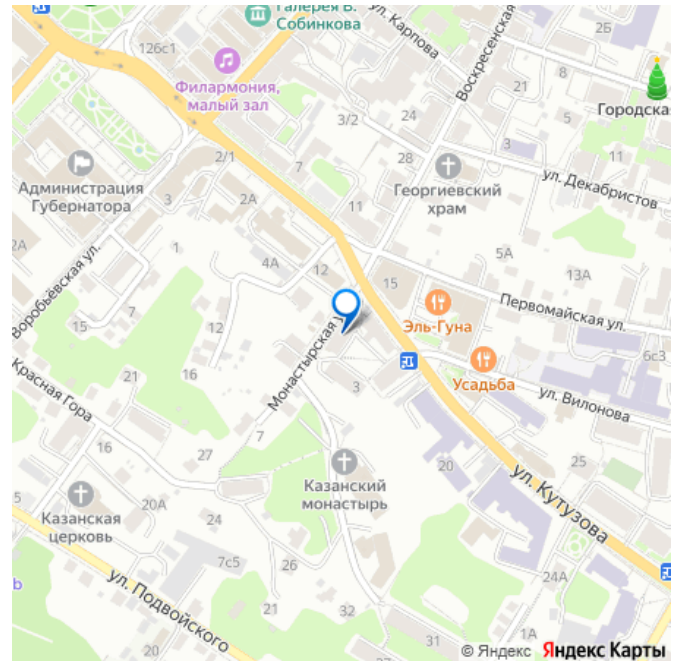 Галерея В.
Собинкова
126с1
ул. Карпова
Воскресенская
2Б
21
8
5
Городска
Филармония,
малый зал
3/2
24
28
3
11
Георгиевский
храм
ул. Декабристов
2/1
7
Администрация
Губернатора
3
2А
11
2А
1
4А
12
15
5А
13А
Воробьёвская ул.
Первомайская ул.
Эль-Гуна
15
7
12
6с3
Монастырская у
Усадьба
21
16
3
ул. Вилонова
Красная Гора
7
16
27
20
25
Казанский
монастырь
ул. Кутузова
5
20А
Казанская
церковь
24
7с5
26
24А
ул. Подвойского
21
32
31
1А
b
© Яндекс Яндекс Карты